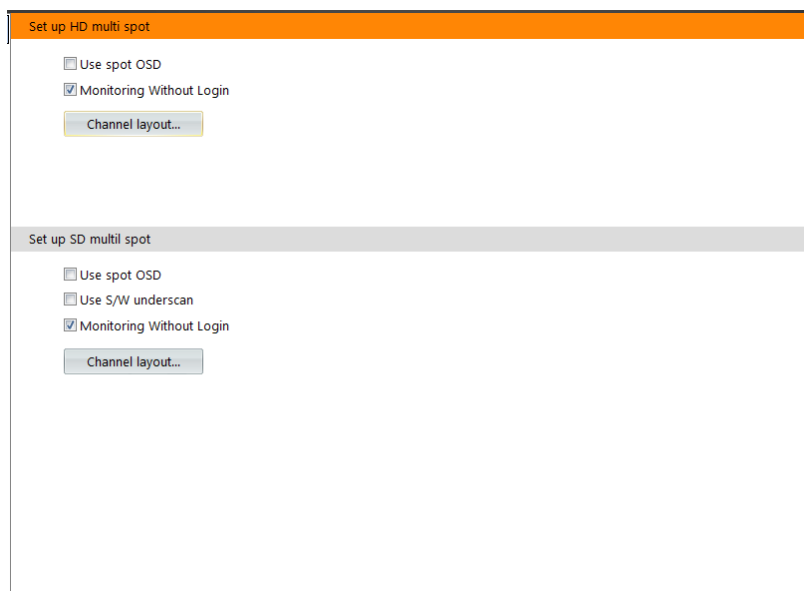 Set up HD multi spot
Use spot OSD
Monitoring Without Login
Channel layout...
Set up SD multil spot
Use spot OSD
Use S/W underscan
Monitoring Without Login
Channel layout...